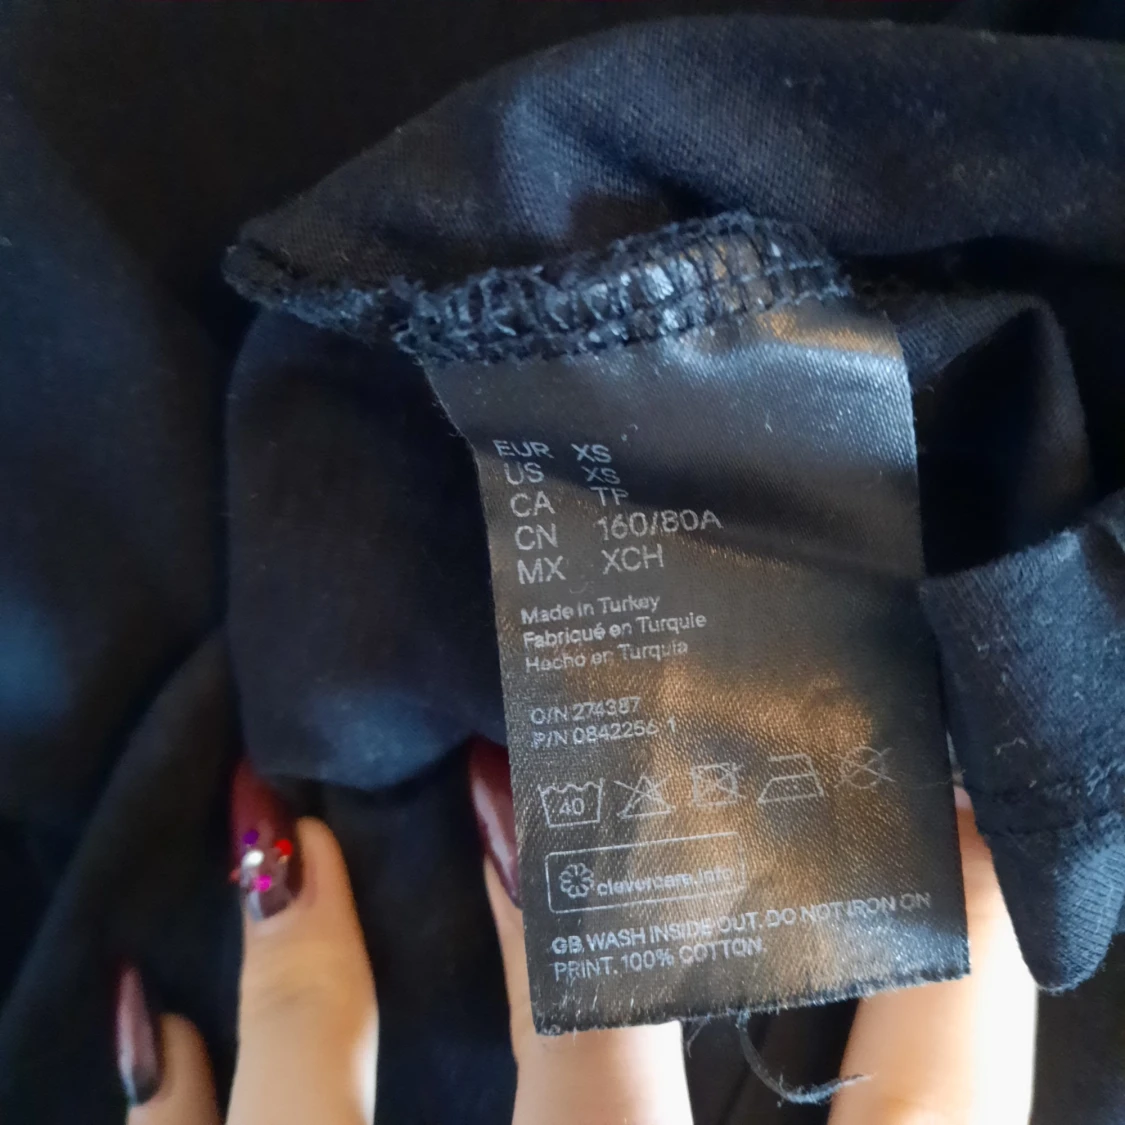 EUR XS
US XS
CA TP
CN 160/80A
MX XCH
Made in Turkey
Fabriqué en Turquie
Hecho en Turquía
O/N 274387
P/N 0842256 1
40
clevercare.info
GB WASH INSIDE OUT. DO NOT IRON ON
PRINT. 100% COTTON